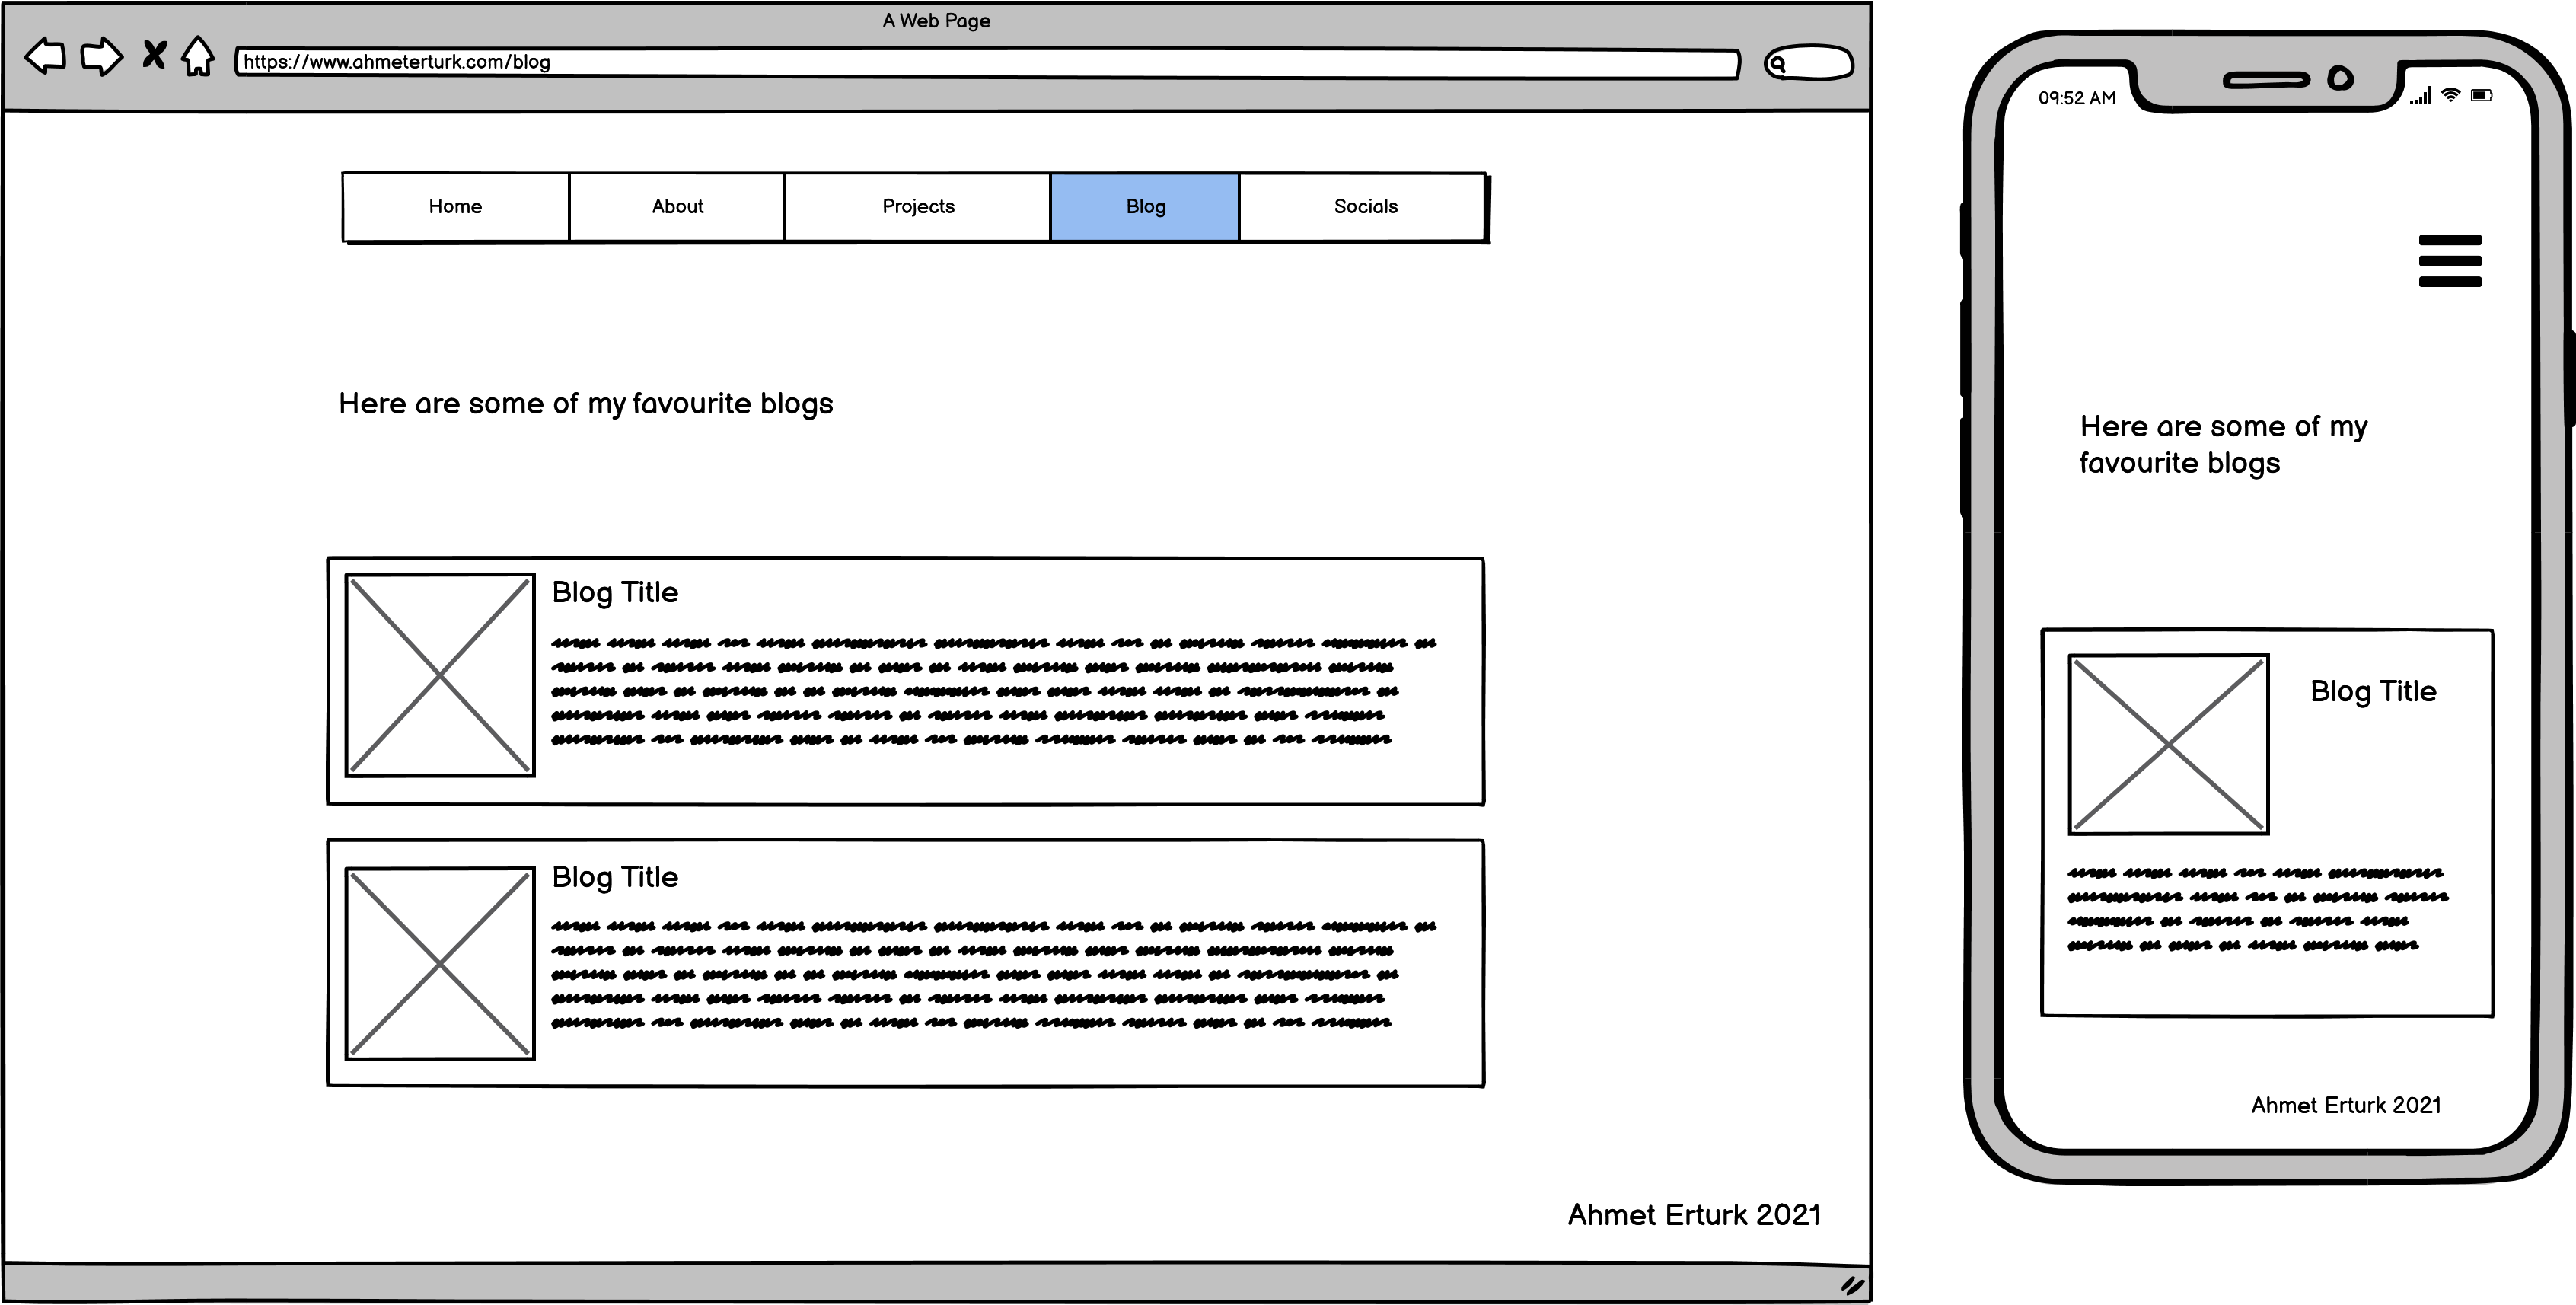 A Web Page
https://www.ahmeterturk.com/blog
Home About Projects Blog Socials
Here are some of my favourite blogs
Blog Title
Blog Title
Ahmet Erturk 2021
09:52 AM
Here are some of my
favourite blogs
Blog Title
Ahmet Erturk 2021